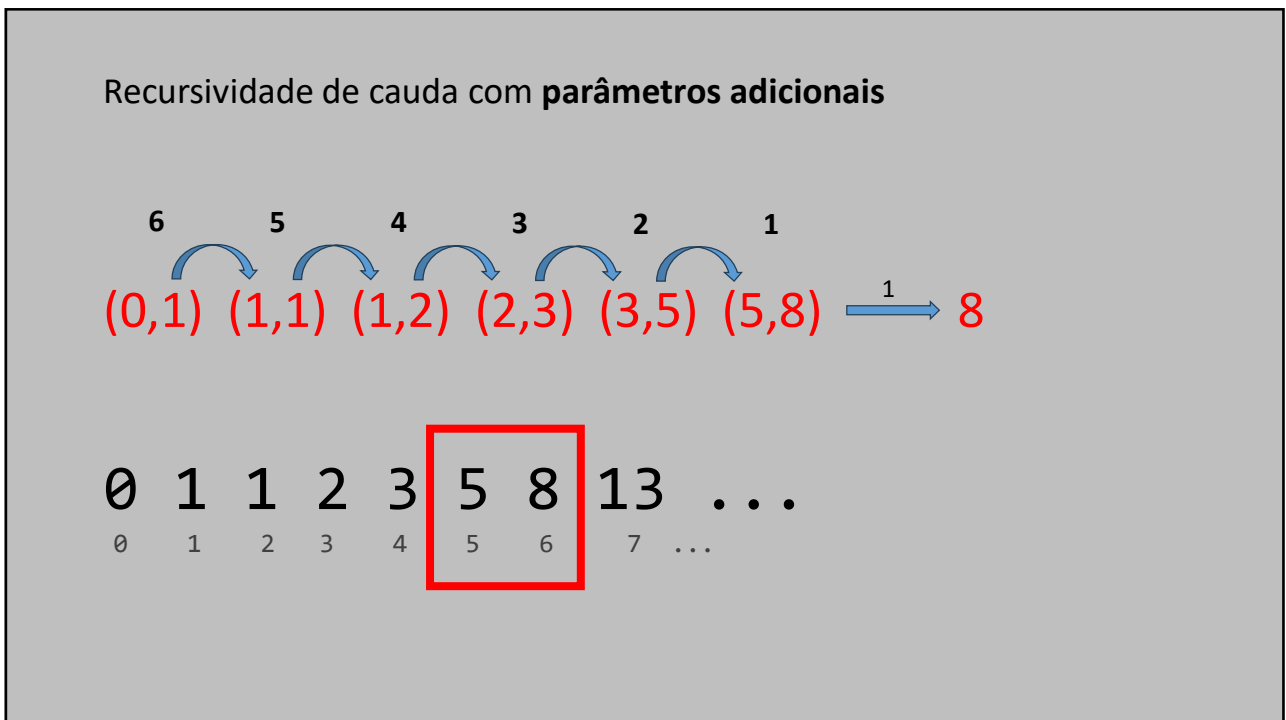 Recursividade de cauda com parâmetros adicionais
6 5 4 3 2 1
(0,1) (1,1) (1,2) (2,3) (3,5) (5,8) 1 8
0 1 1 2 3 5 8 13 ...
0 1 2 3 4 5 6 7 ...